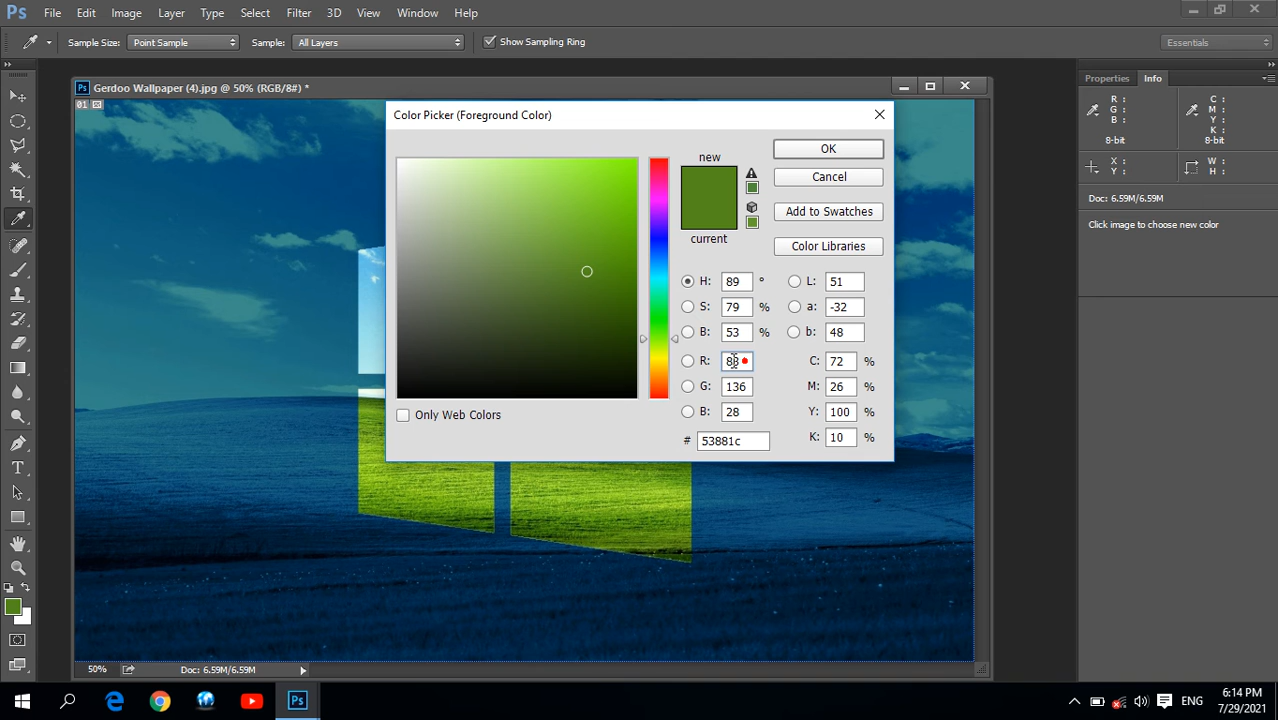 Ps File Edit Image Layer Type Select Filter 3D View Window Help
Sample Size: Point Sample Sample: All Layers Show Sampling Ring Essentials
Ps Gerdoo Wallpaper (4).jpg @ 50% (RGB/8#) *
01
Color Picker (Foreground Color)
new
current
OK
Cancel
Add to Swatches
Color Libraries
H: 89 ° L: 51
S: 79 % a: -32
B: 53 % b: 48
R: 83 C: 72 %
G: 136 M: 26 %
B: 28 Y: 100 %
# 53881c K: 10 %
Only Web Colors
Properties Info
R : C :
G : M :
B : Y :
K :
8-bit 8-bit
X : W :
Y : H :
Doc: 6.59M/6.59M
Click image to choose new color
50% Doc: 6.59M/6.59M
Ps ENG 6:14 PM
7/29/2021